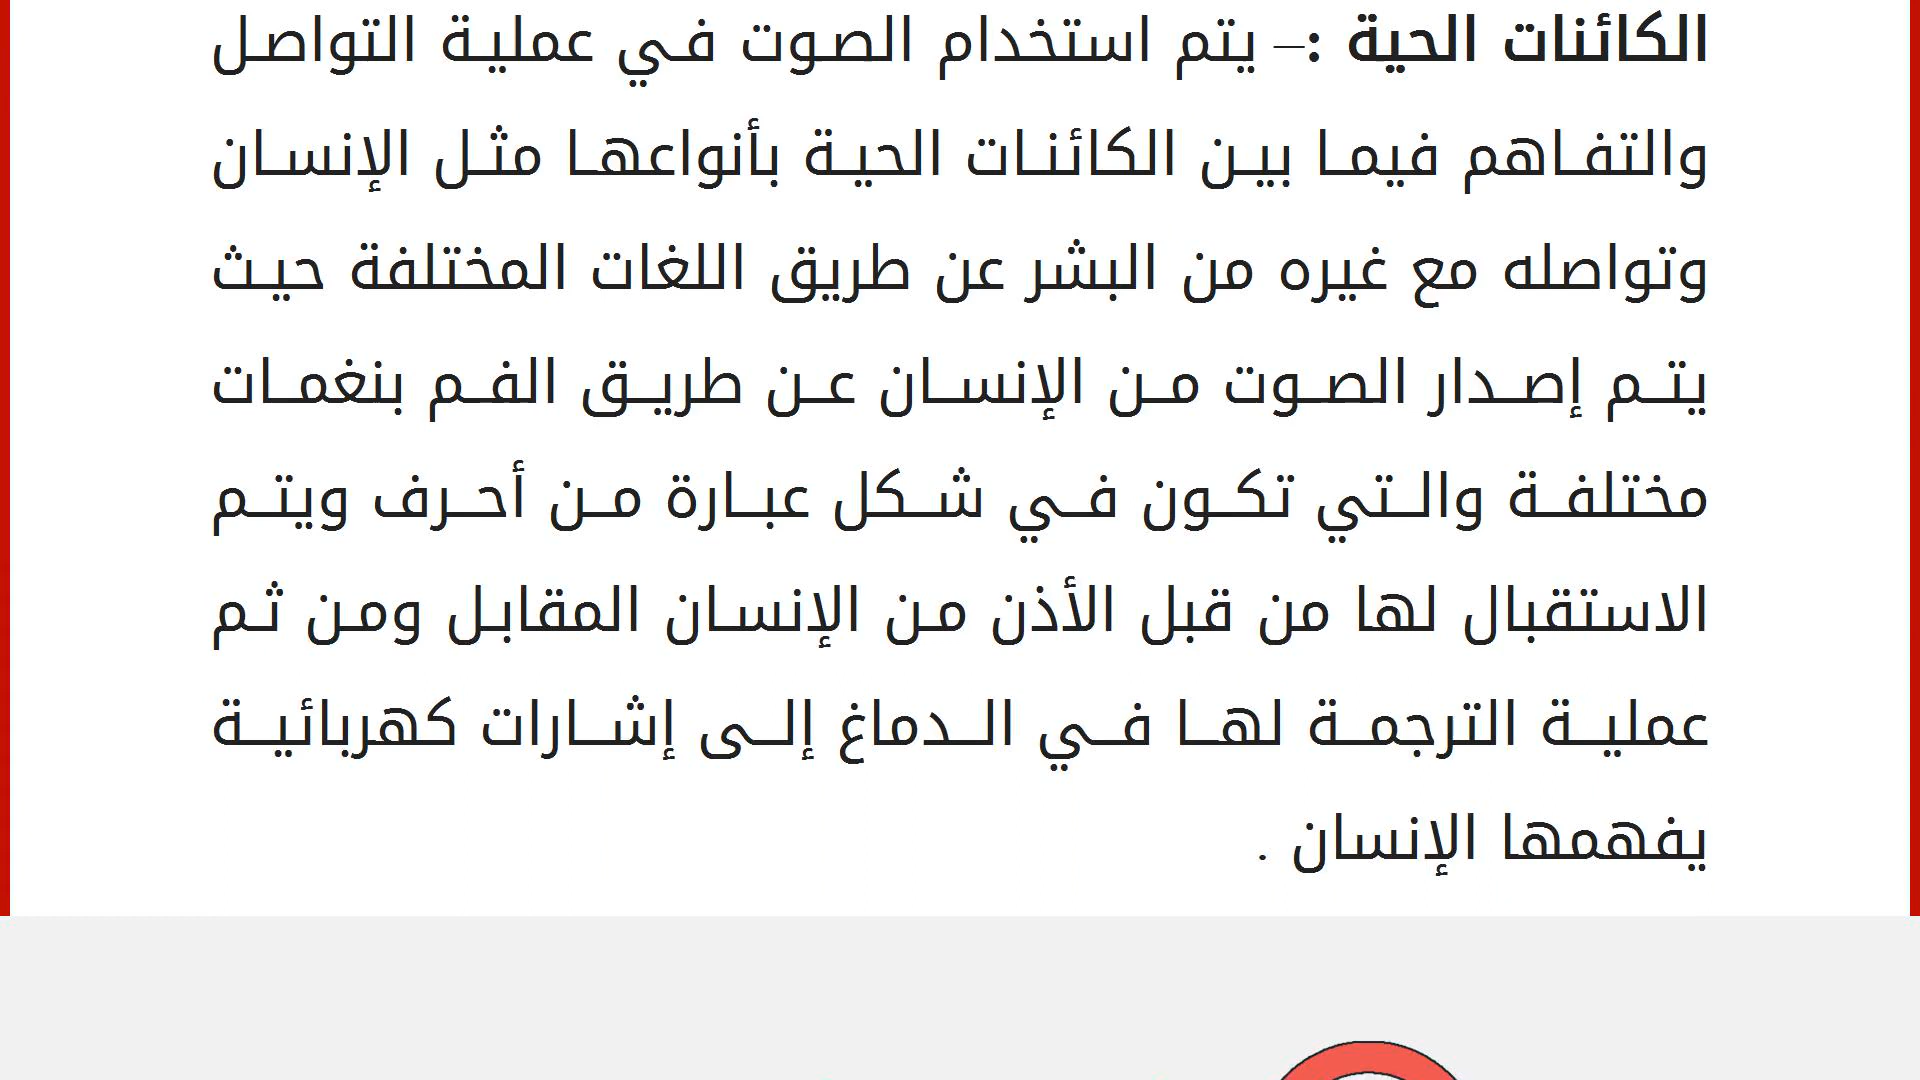 الكائنات الحية :– يتم استخدام الصوت في عملية التواصل
والتفاهم فيما بين الكائنات الحية بأنواعها مثل الإنسان
وتواصله مع غيره من البشر عن طريق اللغات المختلفة حيث
يتم إصدار الصوت من الإنسان عن طريق الفم بنغمات
مختلفة والتي تكون في شكل عبارة من أحرف ويتم
الاستقبال لها من قبل الأذن من الإنسان المقابل ومن ثم
عملية الترجمة لها في الدماغ إلى إشارات كهربائية
يفهمها الإنسان .